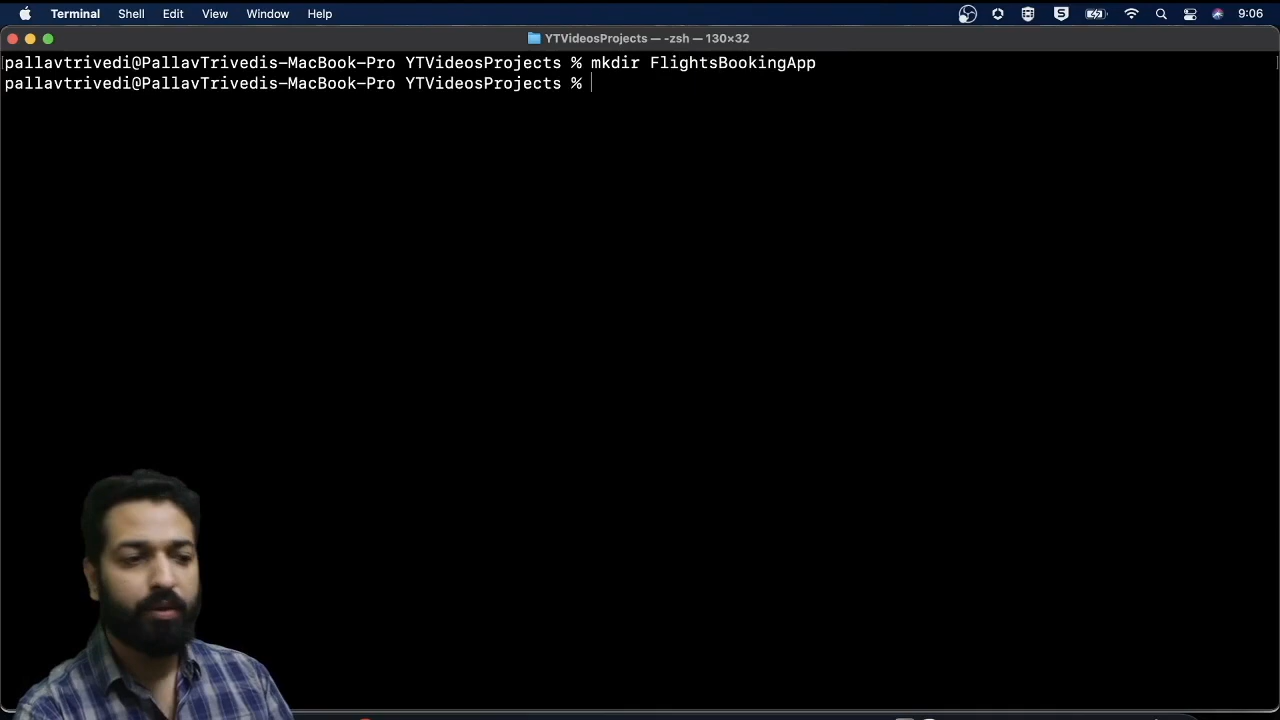 Terminal Shell Edit View Window Help 9:06
YTVideosProjects — -zsh — 130×32
pallavtrivedi@PallavTrivedis-MacBook-Pro YTVideosProjects % mkdir FlightsBookingApp
pallavtrivedi@PallavTrivedis-MacBook-Pro YTVideosProjects %